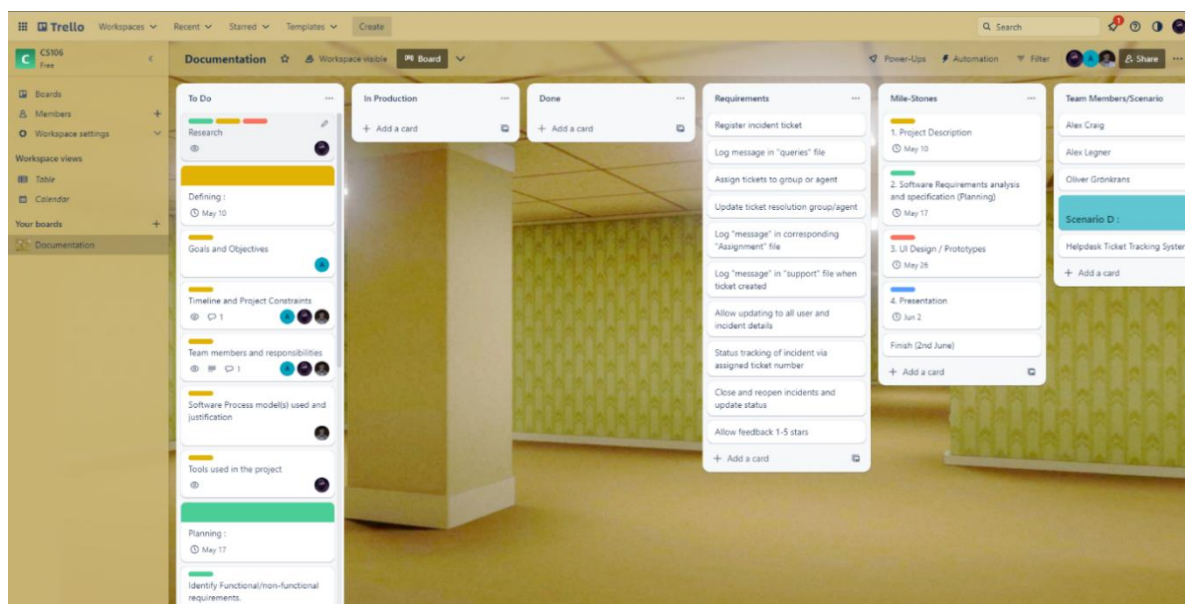 Trello
Workspaces
Recent
Starred
Templates
Create
Search
1
C
CS106
Free
Documentation
Workspace visible
Board
Power-Ups
Automation
Filter
A
Share
Boards
Members
Workspace settings
Workspace views
Table
Calendar
Your boards
Documentation
To Do
Research
Defining :
May 10
Goals and Objectives
A
Timeline and Project Constraints
1
A
Team members and responsibilities
1
A
Software Process model(s) used and
justification
Tools used in the project
Planning :
May 17
Identify Functional/non-functional
requirements.
In Production
+ Add a card
Done
+ Add a card
Requirements
Register incident ticket
Log message in "queries" file
Assign tickets to group or agent
Update ticket resolution group/agent
Log "message" in corresponding
"Assignment" file
Log "message" in "support" file when
ticket created
Allow updating to all user and
incident details
Status tracking of incident via
assigned ticket number
Close and reopen incidents and
update status
Allow feedback 1-5 stars
+ Add a card
Mile-Stones
1. Project Description
May 10
2. Software Requirements analysis
and specification (Planning)
May 17
3. UI Design / Prototypes
May 26
4. Presentation
Jun 2
Finish (2nd June)
+ Add a card
Team Members/Scenario
Alex Craig
Alex Legner
Oliver Gronkrans
Scenario D :
Helpdesk Ticket Tracking System
+ Add a card